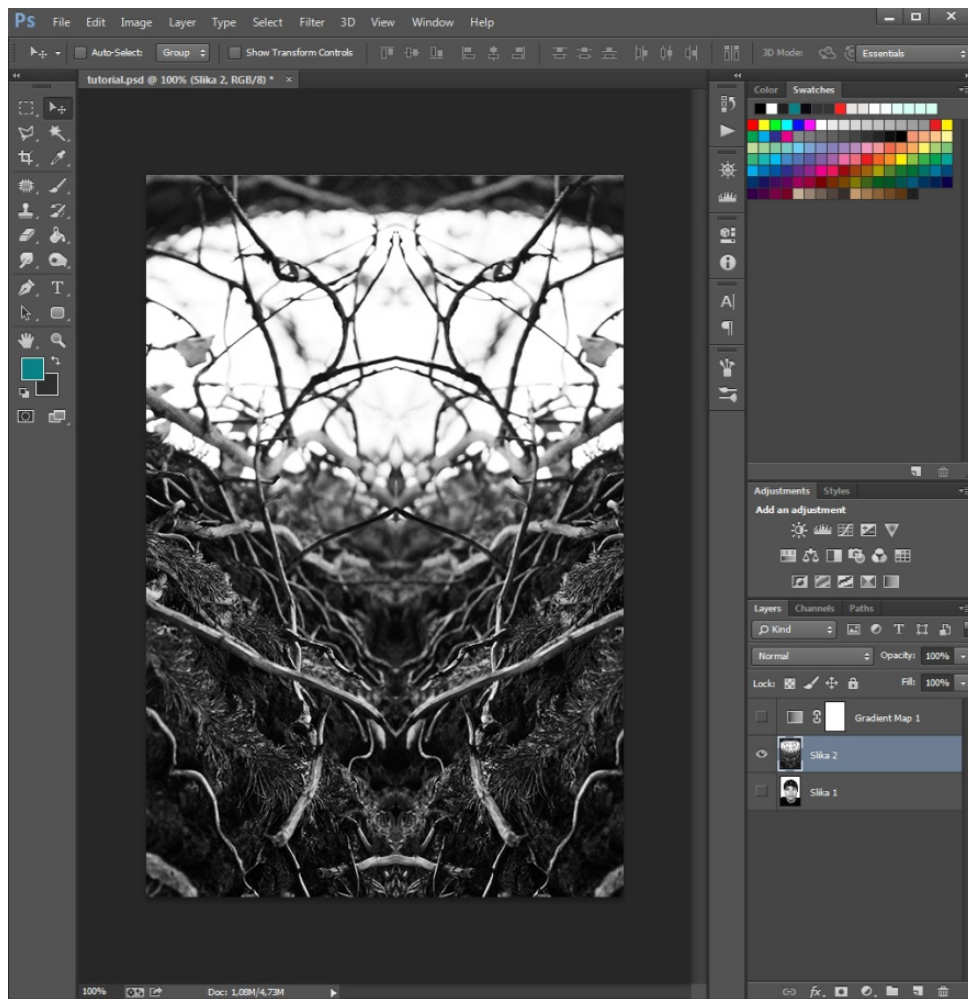 Ps File Edit Image Layer Type Select Filter 3D View Window Help
Auto-Select: Group Show Transform Controls 3D Mode: Essentials
tutorial.psd @ 100% (Slika 2, RGB/8) * ×
Color Swatches
Adjustments Styles
Add an adjustment
Layers Channels Paths
Kind
Normal Opacity: 100%
Lock: Fill: 100%
Gradient Map 1
Slika 2
Slika 1
100% Doc: 1,08M/4,73M